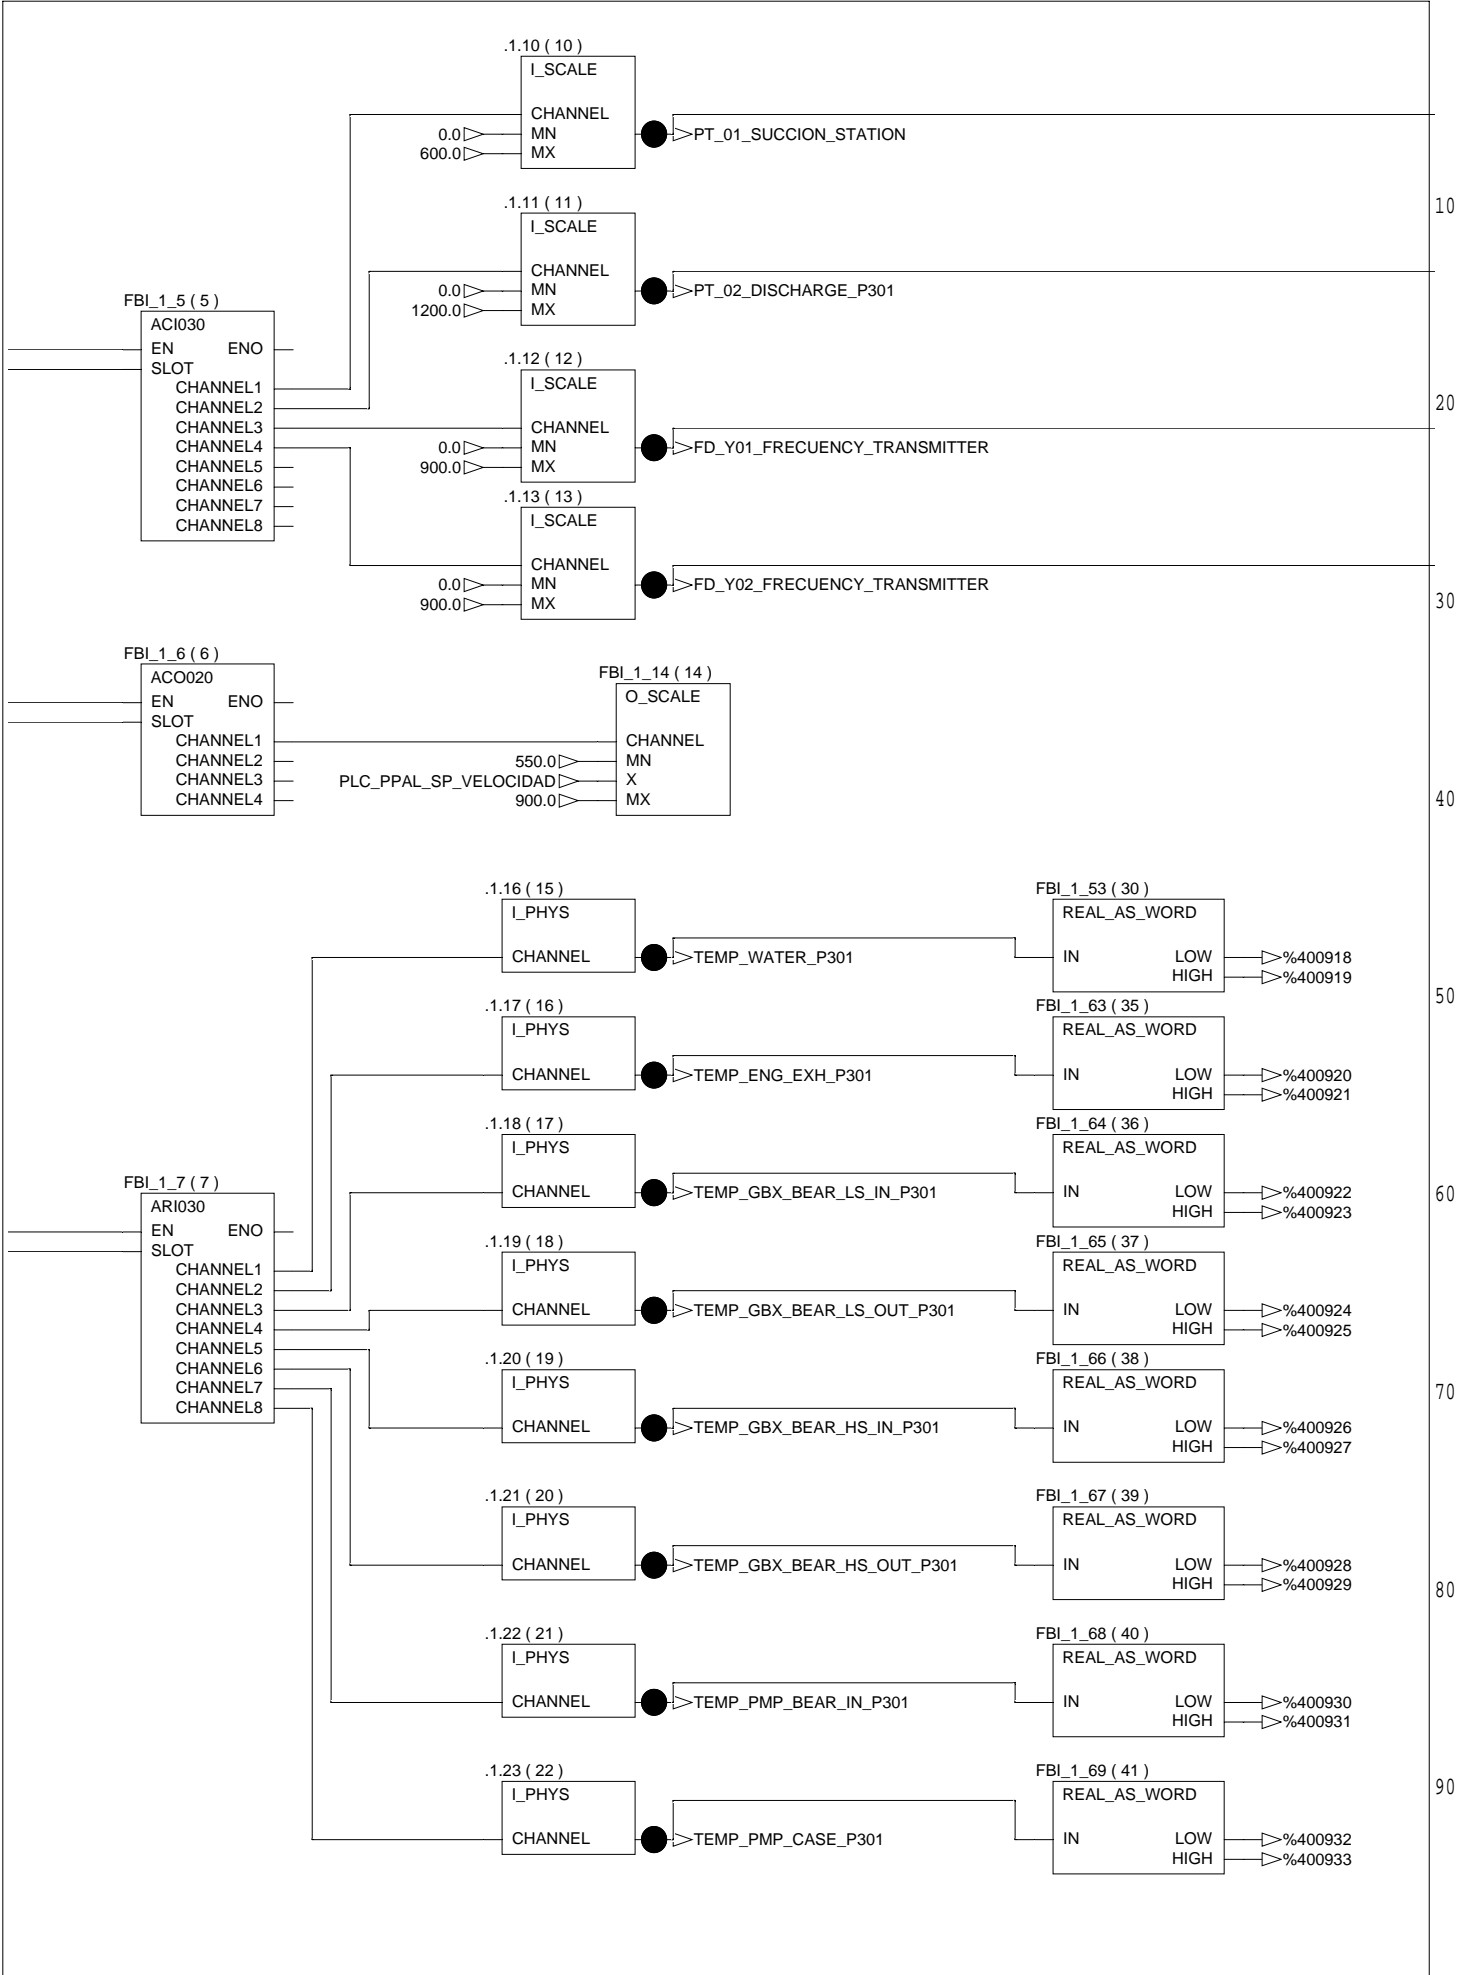 .1.10 ( 10 )
I_SCALE
CHANNEL
0.0 MN PT_01_SUCCION_STATION
600.0 MX
.1.11 ( 11 )
I_SCALE
CHANNEL
0.0 MN PT_02_DISCHARGE_P301
1200.0 MX
10
FBI_1_5 ( 5 )
ACI030
EN ENO
SLOT
CHANNEL1
CHANNEL2
CHANNEL3
CHANNEL4
CHANNEL5
CHANNEL6
CHANNEL7
CHANNEL8
.1.12 ( 12 )
I_SCALE
CHANNEL
0.0 MN FD_Y01_FRECUENCY_TRANSMITTER
900.0 MX
20
.1.13 ( 13 )
I_SCALE
CHANNEL
0.0 MN FD_Y02_FRECUENCY_TRANSMITTER
900.0 MX
30
FBI_1_6 ( 6 )
ACO020
EN ENO
SLOT
CHANNEL1
CHANNEL2
CHANNEL3
CHANNEL4
FBI_1_14 ( 14 )
O_SCALE
CHANNEL
550.0 MN
PLC_PPAL_SP_VELOCIDAD X
900.0 MX
40
.1.16 ( 15 )
I_PHYS
CHANNEL TEMP_WATER_P301
FBI_1_53 ( 30 )
REAL_AS_WORD
IN LOW %400918
HIGH %400919
50
.1.17 ( 16 )
I_PHYS
CHANNEL TEMP_ENG_EXH_P301
FBI_1_63 ( 35 )
REAL_AS_WORD
IN LOW %400920
HIGH %400921
.1.18 ( 17 )
I_PHYS
CHANNEL TEMP_GBX_BEAR_LS_IN_P301
FBI_1_64 ( 36 )
REAL_AS_WORD
IN LOW %400922
HIGH %400923
60
FBI_1_7 ( 7 )
ARI030
EN ENO
SLOT
CHANNEL1
CHANNEL2
CHANNEL3
CHANNEL4
CHANNEL5
CHANNEL6
CHANNEL7
CHANNEL8
.1.19 ( 18 )
I_PHYS
CHANNEL TEMP_GBX_BEAR_LS_OUT_P301
FBI_1_65 ( 37 )
REAL_AS_WORD
IN LOW %400924
HIGH %400925
.1.20 ( 19 )
I_PHYS
CHANNEL TEMP_GBX_BEAR_HS_IN_P301
FBI_1_66 ( 38 )
REAL_AS_WORD
IN LOW %400926
HIGH %400927
70
.1.21 ( 20 )
I_PHYS
CHANNEL TEMP_GBX_BEAR_HS_OUT_P301
FBI_1_67 ( 39 )
REAL_AS_WORD
IN LOW %400928
HIGH %400929
80
.1.22 ( 21 )
I_PHYS
CHANNEL TEMP_PMP_BEAR_IN_P301
FBI_1_68 ( 40 )
REAL_AS_WORD
IN LOW %400930
HIGH %400931
.1.23 ( 22 )
I_PHYS
CHANNEL TEMP_PMP_CASE_P301
FBI_1_69 ( 41 )
REAL_AS_WORD
IN LOW %400932
HIGH %400933
90